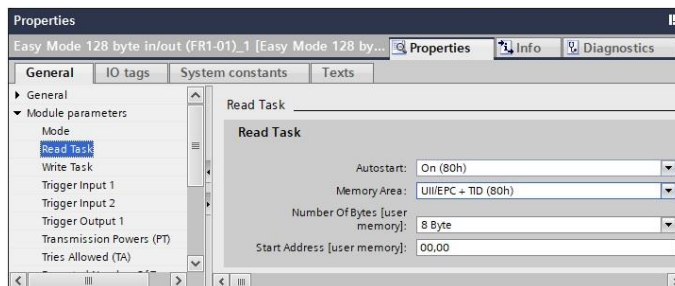 Properties
Easy Mode 128 byte in/out (FR1-01)_1 [Easy Mode 128 by...
Properties
Info
Diagnostics
General
IO tags
System constants
Texts
General
Module parameters
Mode
Read Task
Write Task
Trigger Input 1
Trigger Input 2
Trigger Output 1
Transmission Powers (PT)
Tries Allowed (TA)
Read Task
Read Task
Autostart: On (80h)
Memory Area: UII/EPC + TID (80h)
Number Of Bytes [user
memory]: 8 Byte
Start Address [user memory]: 00,00